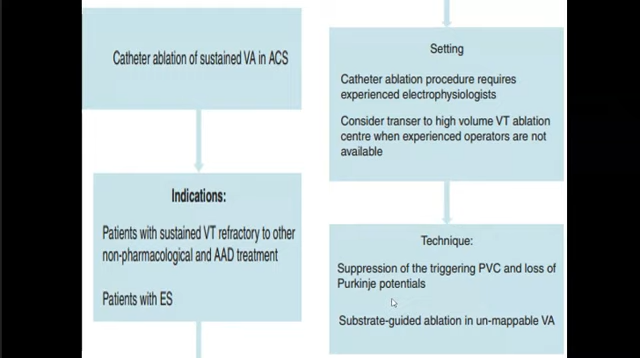 Catheter ablation of sustained VA in ACS
Indications:
Patients with sustained VT refractory to other
non-pharmacological and AAD treatment
Patients with ES
Setting
Catheter ablation procedure requires
experienced electrophysiologists
Consider transer to high volume VT ablation
centre when experienced operators are not
available
Technique:
Suppression of the triggering PVC and loss of
Purkinje potentials
Substrate-guided ablation in un-mappable VA